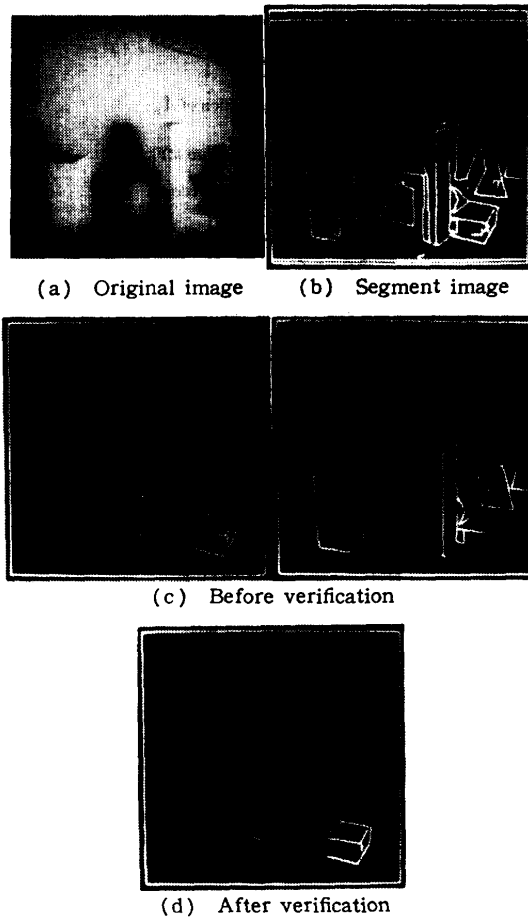 (a) Original image
(b) Segment image
(c) Before verification
(d) After verification